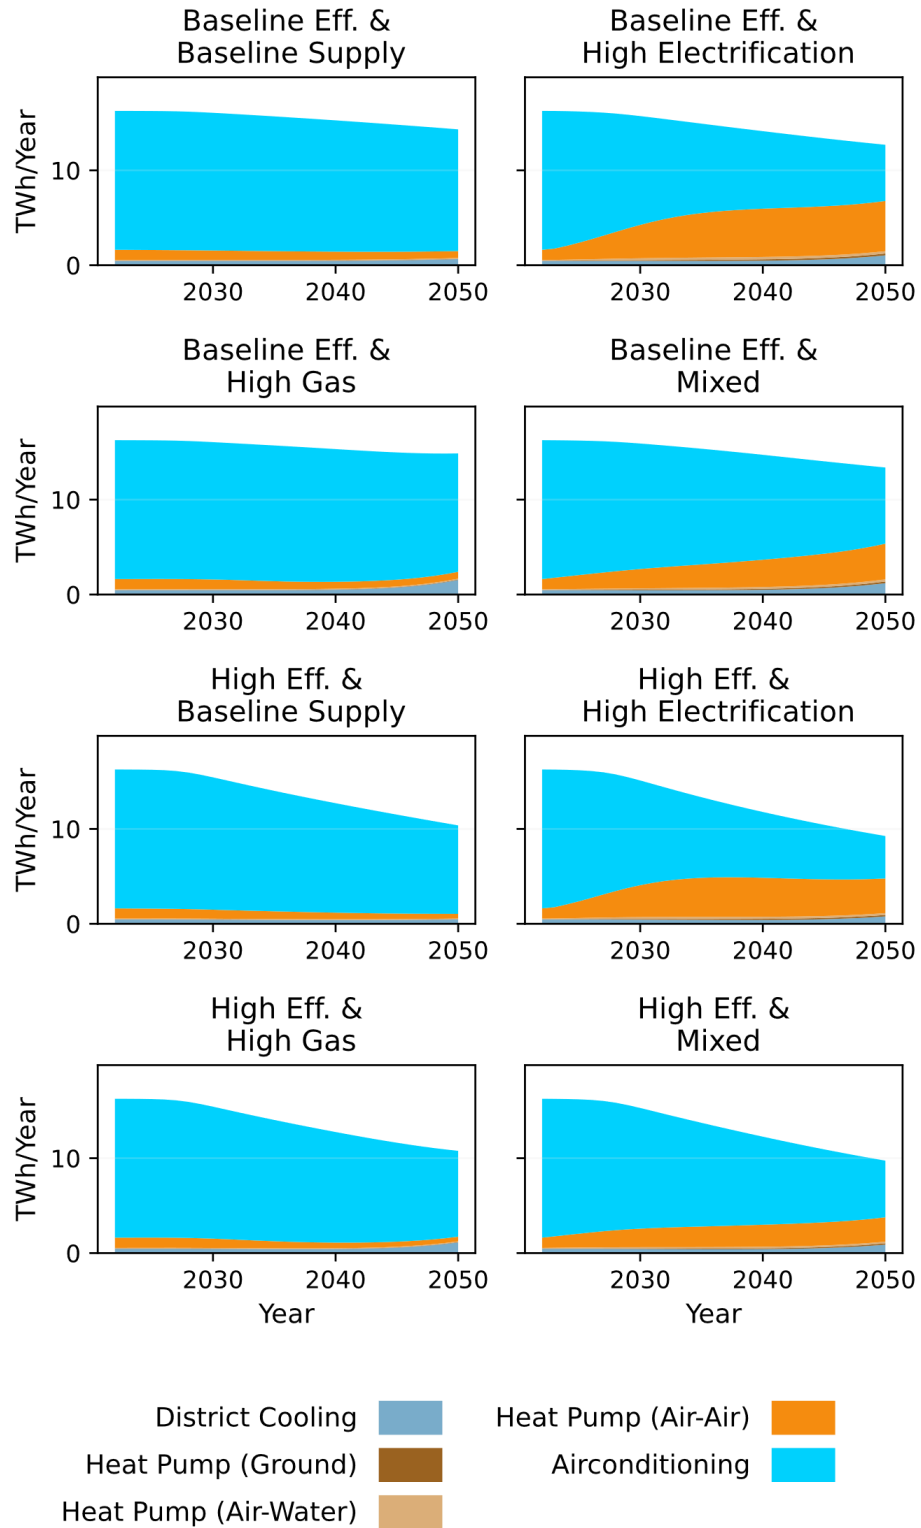 Baseline Eff. &
Baseline Supply
Baseline Eff. &
High Electrification
TWh/Year
10
0
2030
2040
2050
2030
2040
2050
Baseline Eff. &
High Gas
Baseline Eff. &
Mixed
TWh/Year
10
0
2030
2040
2050
2030
2040
2050
High Eff. &
Baseline Supply
High Eff. &
High Electrification
TWh/Year
10
0
2030
2040
2050
2030
2040
2050
High Eff. &
High Gas
High Eff. &
Mixed
TWh/Year
10
0
2030
2040
2050
2030
2040
2050
Year
Year
District Cooling
Heat Pump (Ground)
Heat Pump (Air-Water)
Heat Pump (Air-Air)
Airconditioning